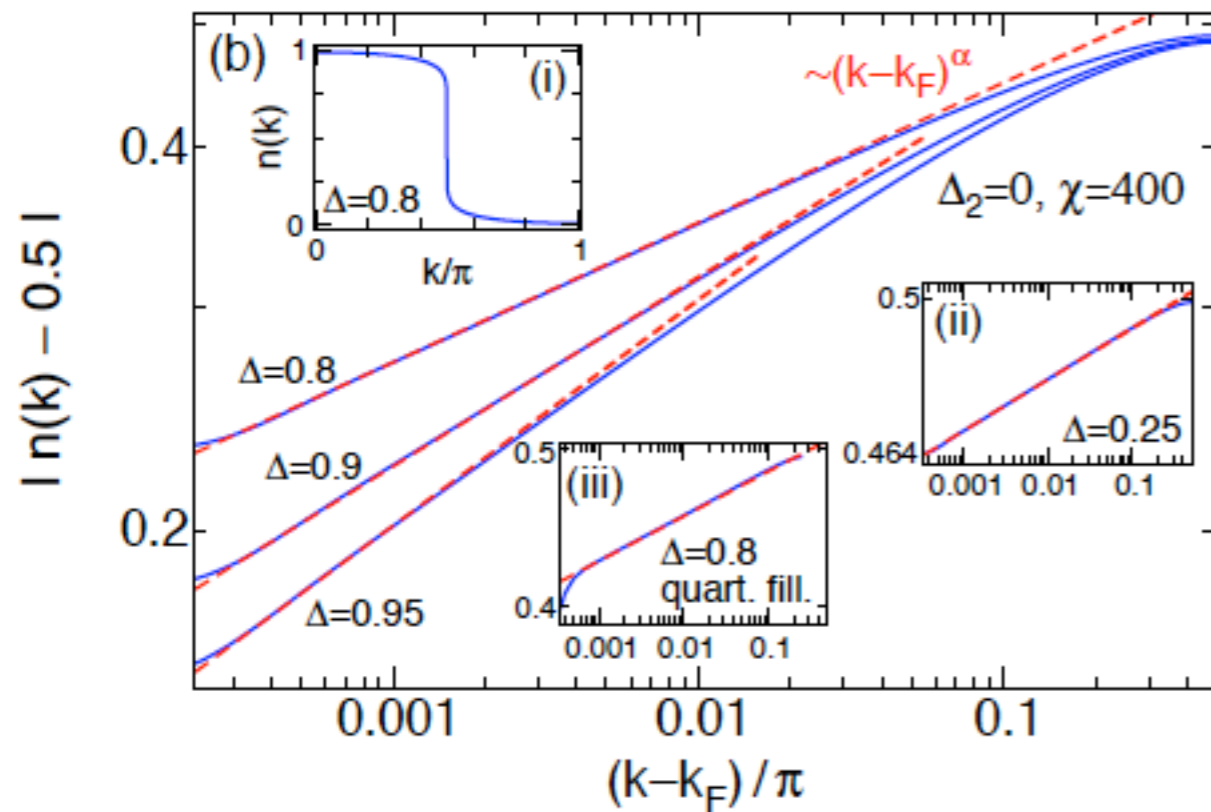 (b)
(i)
1
n(k)
0
Δ=0.8
0
1
k/π
~(k−k_F)^α
Δ₂=0, χ=400
| n(k) − 0.5 |
0.4
0.2
Δ=0.8
Δ=0.9
Δ=0.95
(ii)
0.5
0.464
Δ=0.25
0.001 0.01 0.1
(iii)
0.5
0.4
Δ=0.8
quart. fill.
0.001 0.01 0.1
0.001 0.01 0.1
(k−k_F)/π